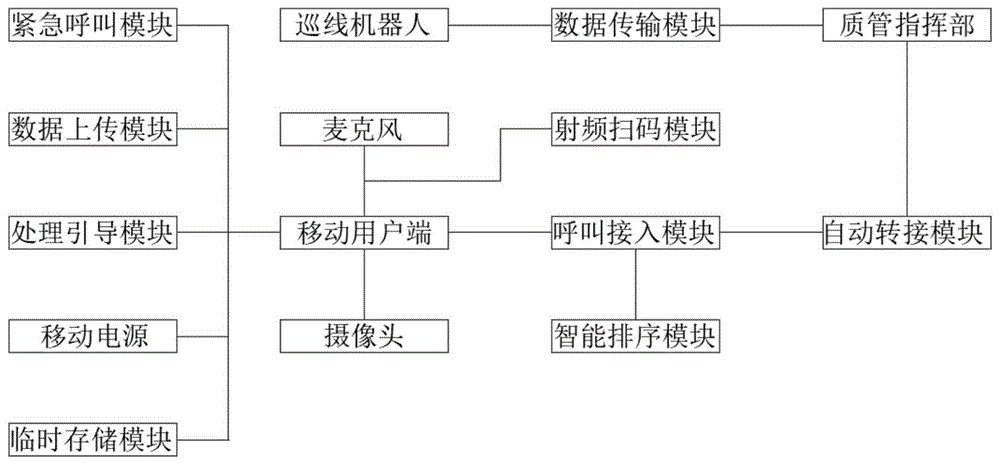 紧急呼叫模块
巡线机器人
数据传输模块
质管指挥部
数据上传模块
麦克风
射频扫码模块
处理引导模块
移动用户端
呼叫接入模块
自动转接模块
移动电源
摄像头
智能排序模块
临时存储模块